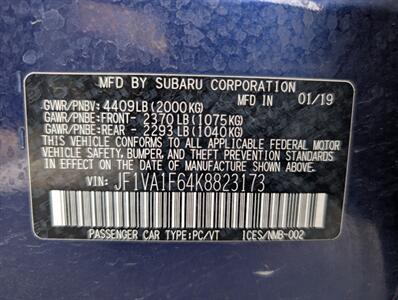 MFD BY SUBARU CORPORATION
GVWR/PNBV: 4409LB(2000KG) MFD IN 01/19
GAWR/PNBE:FRONT- 2370LB(1075KG)
GAWR/PNBE:REAR - 2293LB(1040KG)
THIS VEHICLE CONFORMS TO ALL APPLICABLE FEDERAL MOTOR
VEHICLE SAFETY, BUMPER, AND THEFT PREVENTION STANDARDS
IN EFFECT ON THE DATE OF MANUFACTURE SHOWN ABOVE.
VIN: JF1VA1F64K8823173
PASSENGER CAR TYPE:PC/VT ICES/NMB-002